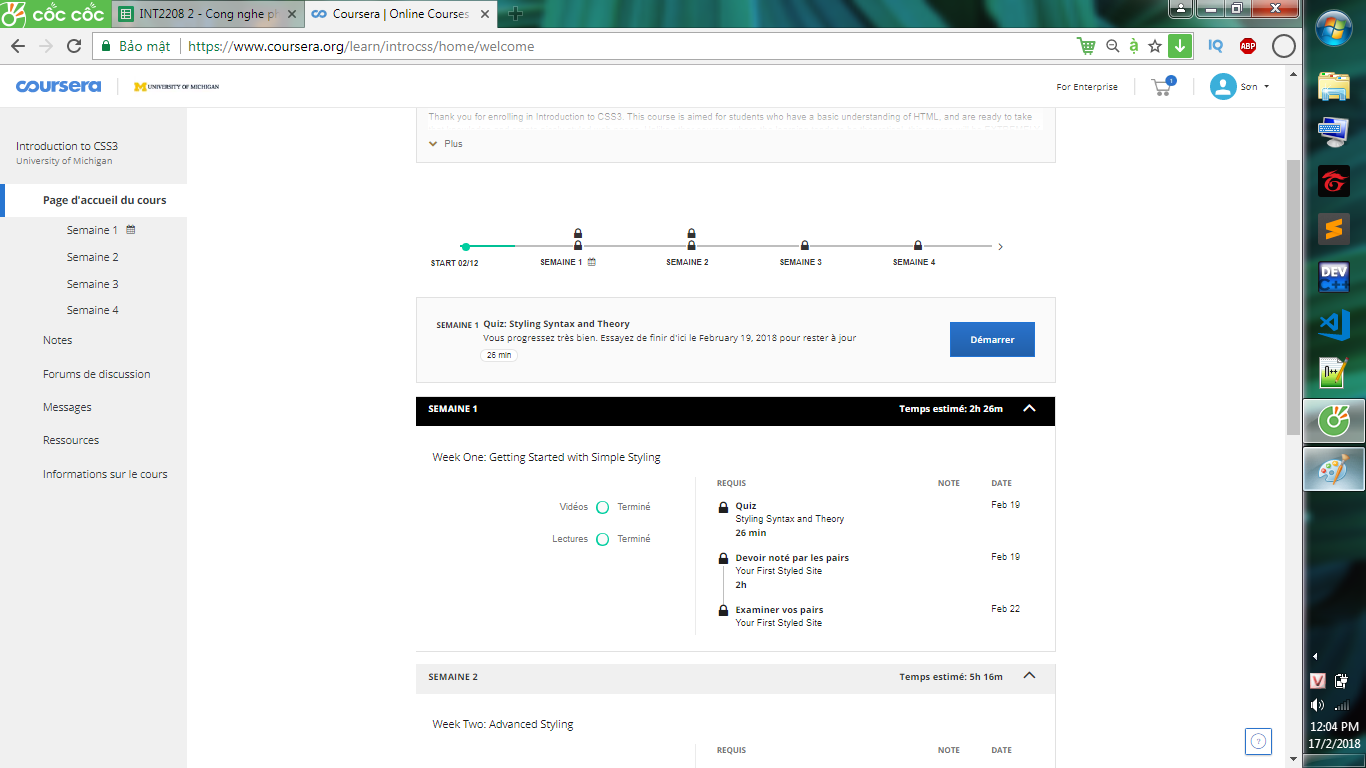 cốc cốc
INT2208 2 - Cong nghe ph
Coursera | Online Courses
Bảo mật
https://www.coursera.org/learn/introcss/home/welcome
à
IQ
ABP
coursera
M UNIVERSITY OF MICHIGAN
For Enterprise
1
Sơn
Introduction to CSS3
University of Michigan
Page d'accueil du cours
Semaine 1
Semaine 2
Semaine 3
Semaine 4
Notes
Forums de discussion
Messages
Ressources
Informations sur le cours
Thank you for enrolling in Introduction to CSS3. This course is aimed for students who have a basic understanding of HTML, and are ready to take
Plus
START 02/12
SEMAINE 1
SEMAINE 2
SEMAINE 3
SEMAINE 4
SEMAINE 1 Quiz: Styling Syntax and Theory
Vous progressez très bien. Essayez de finir d'ici le February 19, 2018 pour rester à jour
26 min
Démarrer
SEMAINE 1 Temps estimé: 2h 26m
Week One: Getting Started with Simple Styling
Vidéos Terminé
Lectures Terminé
REQUIS NOTE DATE
Quiz Feb 19
Styling Syntax and Theory
26 min
Devoir noté par les pairs Feb 19
Your First Styled Site
2h
Examiner vos pairs Feb 22
Your First Styled Site
SEMAINE 2 Temps estimé: 5h 16m
Week Two: Advanced Styling
REQUIS NOTE DATE
?
DEV
V
12:04 PM
17/2/2018